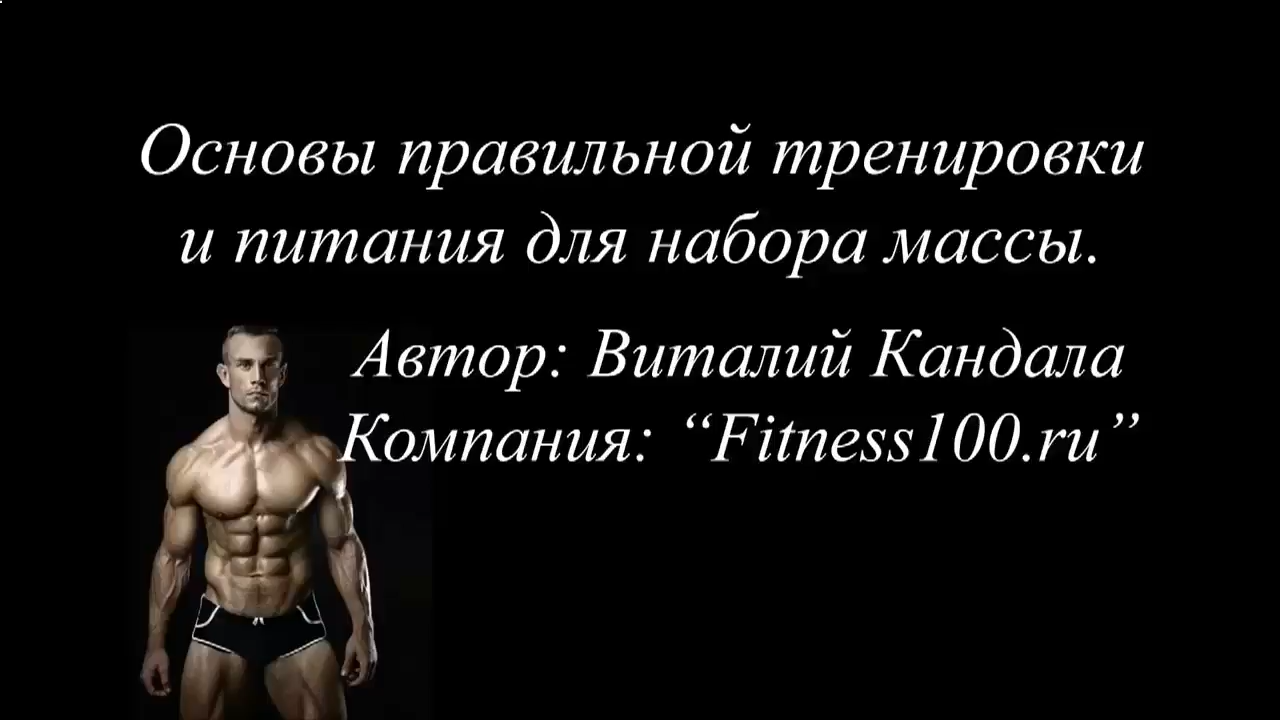 Основы правильной тренировки
и питания для набора массы.
Автор: Виталий Кандала
Компания: “Fitness100.ru”